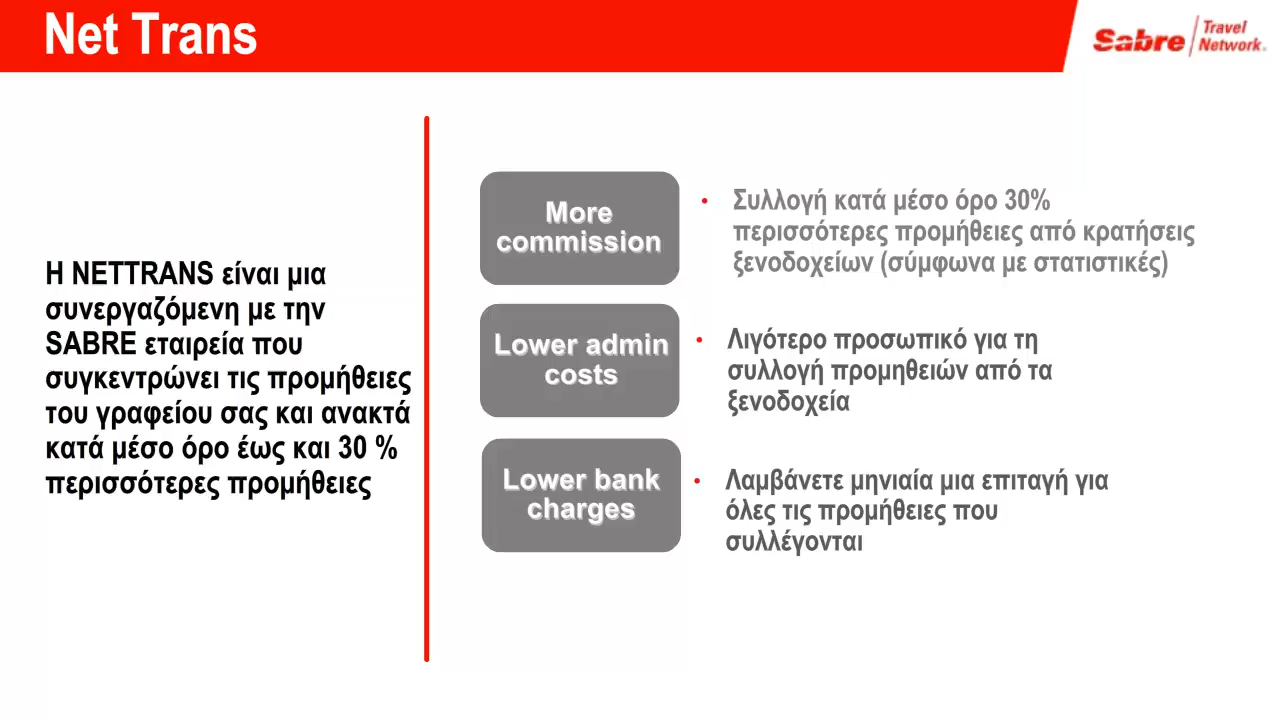 Net Trans
Sabre Travel
Network.
Η NETTRANS είναι μια
συνεργαζόμενη με την
SABRE εταιρεία που
συγκεντρώνει τις προμήθειες
του γραφείου σας και ανακτά
κατά μέσο όρο έως και 30 %
περισσότερες προμήθειες
More
commission
• Συλλογή κατά μέσο όρο 30%
περισσότερες προμήθειες από κρατήσεις
ξενοδοχείων (σύμφωνα με στατιστικές)
Lower admin
costs
• Λιγότερο προσωπικό για τη
συλλογή προμηθειών από τα
ξενοδοχεία
Lower bank
charges
• Λαμβάνετε μηνιαία μια επιταγή για
όλες τις προμήθειες που
συλλέγονται